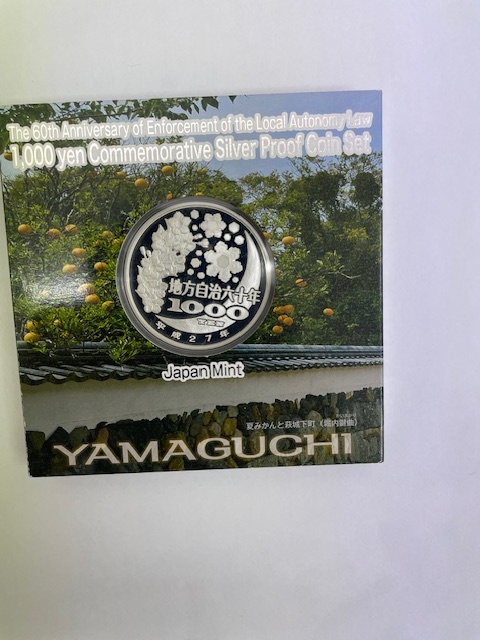 The 60th Anniversary of Enforcement of the Local Autonomy Law
1,000 yen Commemorative Silver Proof Coin Set
地方自治六十年
1000
平成27年
Japan Mint
夏みかんと萩城下町
YAMAGUCHI